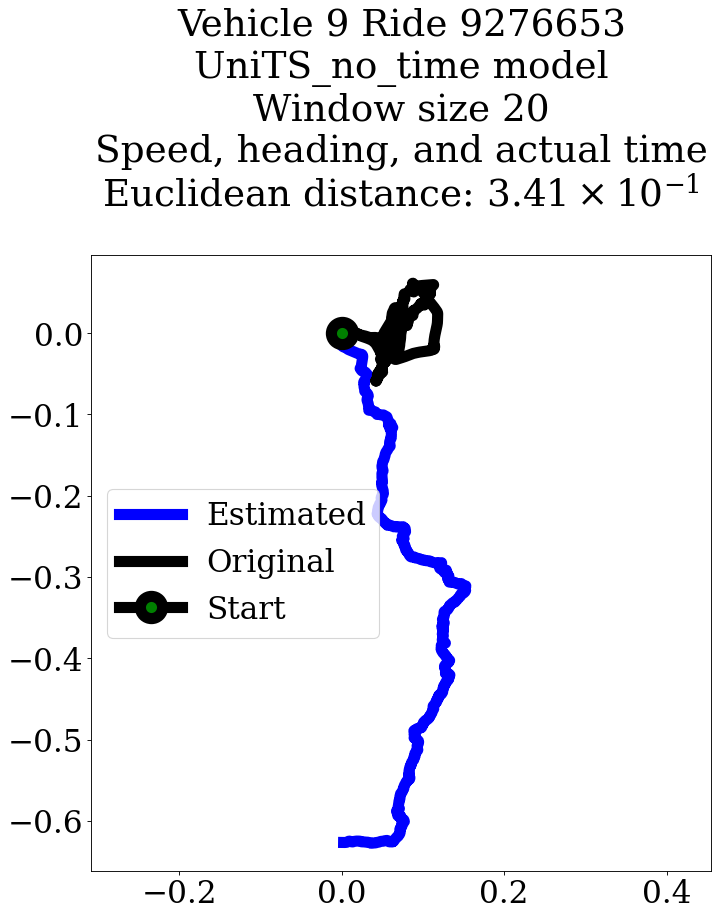 Vehicle 9 Ride 9276653
UniTS_no_time model
Window size 20
Speed, heading, and actual time
Euclidean distance: 3.41 × 10⁻¹
0.0
−0.1
−0.2
−0.3
−0.4
−0.5
−0.6
Estimated
Original
Start
−0.2 0.0 0.2 0.4